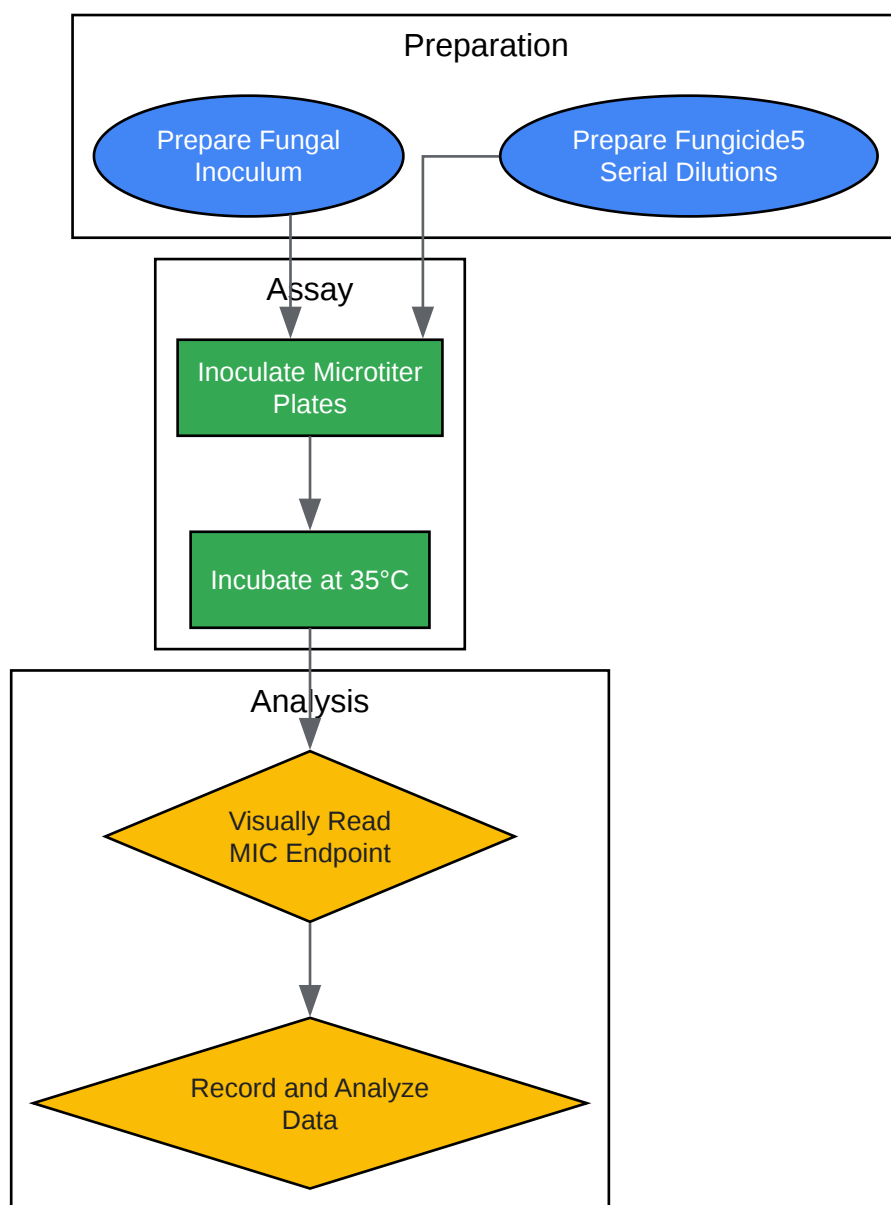 Preparation
Prepare Fungal
Inoculum
Prepare Fungicide5
Serial Dilutions
Assay
Inoculate Microtiter
Plates
Incubate at 35°C
Analysis
Visually Read
MIC Endpoint
Record and Analyze
Data